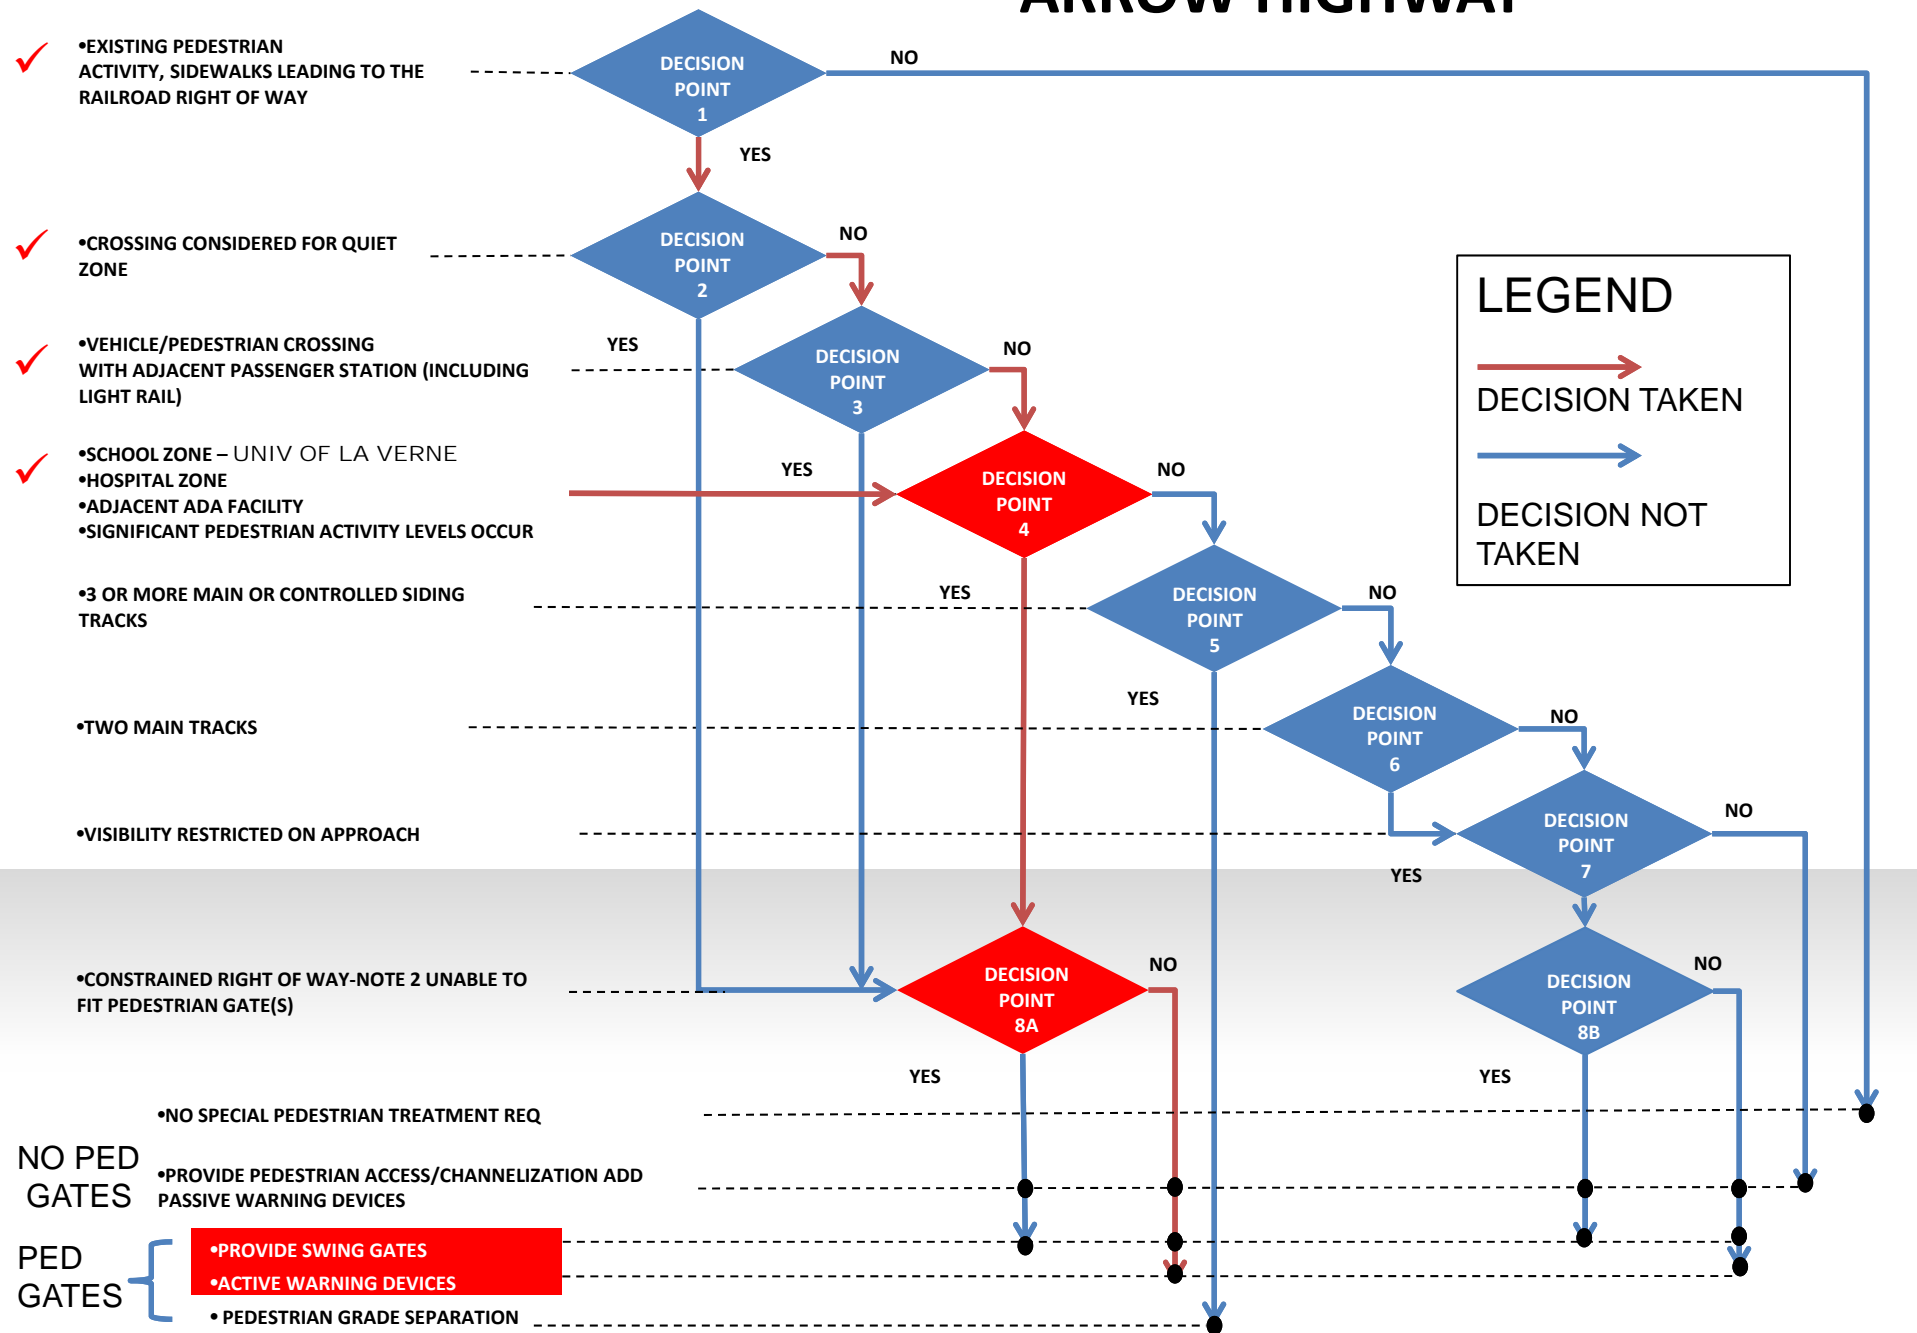 ARROW HIGHWAY
•EXISTING PEDESTRIAN
ACTIVITY, SIDEWALKS LEADING TO THE
RAILROAD RIGHT OF WAY
DECISION
POINT
1
NO
YES
•CROSSING CONSIDERED FOR QUIET
ZONE
DECISION
POINT
2
NO
•VEHICLE/PEDESTRIAN CROSSING
WITH ADJACENT PASSENGER STATION (INCLUDING
LIGHT RAIL)
YES
DECISION
POINT
3
NO
LEGEND
DECISION TAKEN
DECISION NOT
TAKEN
•SCHOOL ZONE – UNIV OF LA VERNE
•HOSPITAL ZONE
•ADJACENT ADA FACILITY
•SIGNIFICANT PEDESTRIAN ACTIVITY LEVELS OCCUR
YES
DECISION
POINT
4
NO
•3 OR MORE MAIN OR CONTROLLED SIDING
TRACKS
YES
DECISION
POINT
5
NO
•TWO MAIN TRACKS
YES
DECISION
POINT
6
NO
•VISIBILITY RESTRICTED ON APPROACH
DECISION
POINT
7
NO
YES
•CONSTRAINED RIGHT OF WAY-NOTE 2 UNABLE TO
FIT PEDESTRIAN GATE(S)
DECISION
POINT
8A
NO
YES
DECISION
POINT
8B
NO
YES
•NO SPECIAL PEDESTRIAN TREATMENT REQ
NO PED
GATES
•PROVIDE PEDESTRIAN ACCESS/CHANNELIZATION ADD
PASSIVE WARNING DEVICES
PED
GATES
•PROVIDE SWING GATES
•ACTIVE WARNING DEVICES
• PEDESTRIAN GRADE SEPARATION